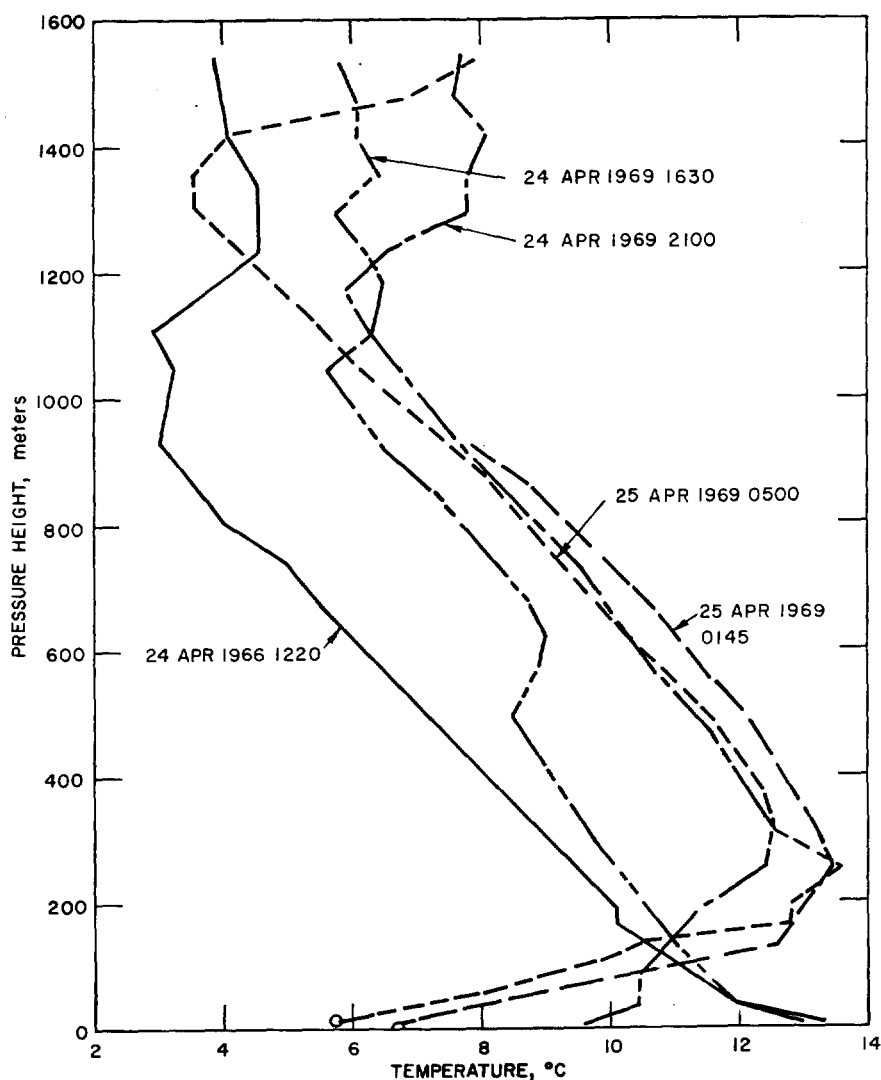 1600
1400
1200
1000
800
600
400
200
0
PRESSURE HEIGHT, meters
24 APR 1969 1630
24 APR 1969 2100
25 APR 1969 0500
25 APR 1969
0145
24 APR 1966 1220
2 4 6 8 10 12 14
TEMPERATURE, °C